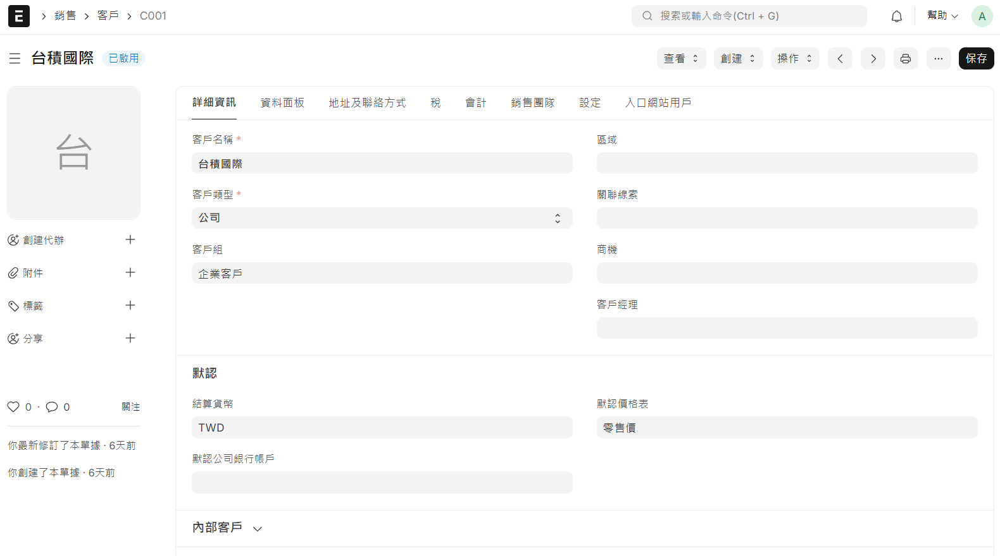 E
銷售
客戶
C001
搜索或輸入命令(Ctrl + G)
幫助
A
台積國際
已啟用
查看
創建
操作
保存
台
創建代辦
附件
標籤
分享
0 · 0
關注
你最新修訂了本單據 · 6天前
你創建了本單據 · 6天前
詳細資訊
資料面板
地址及聯絡方式
稅
會計
銷售團隊
設定
入口網站用戶
客戶名稱 *
台積國際
客戶類型 *
公司
客戶組
企業客戶
區域
關聯線索
商機
客戶經理
默認
結算貨幣
TWD
默認公司銀行帳戶
默認價格表
零售價
內部客戶